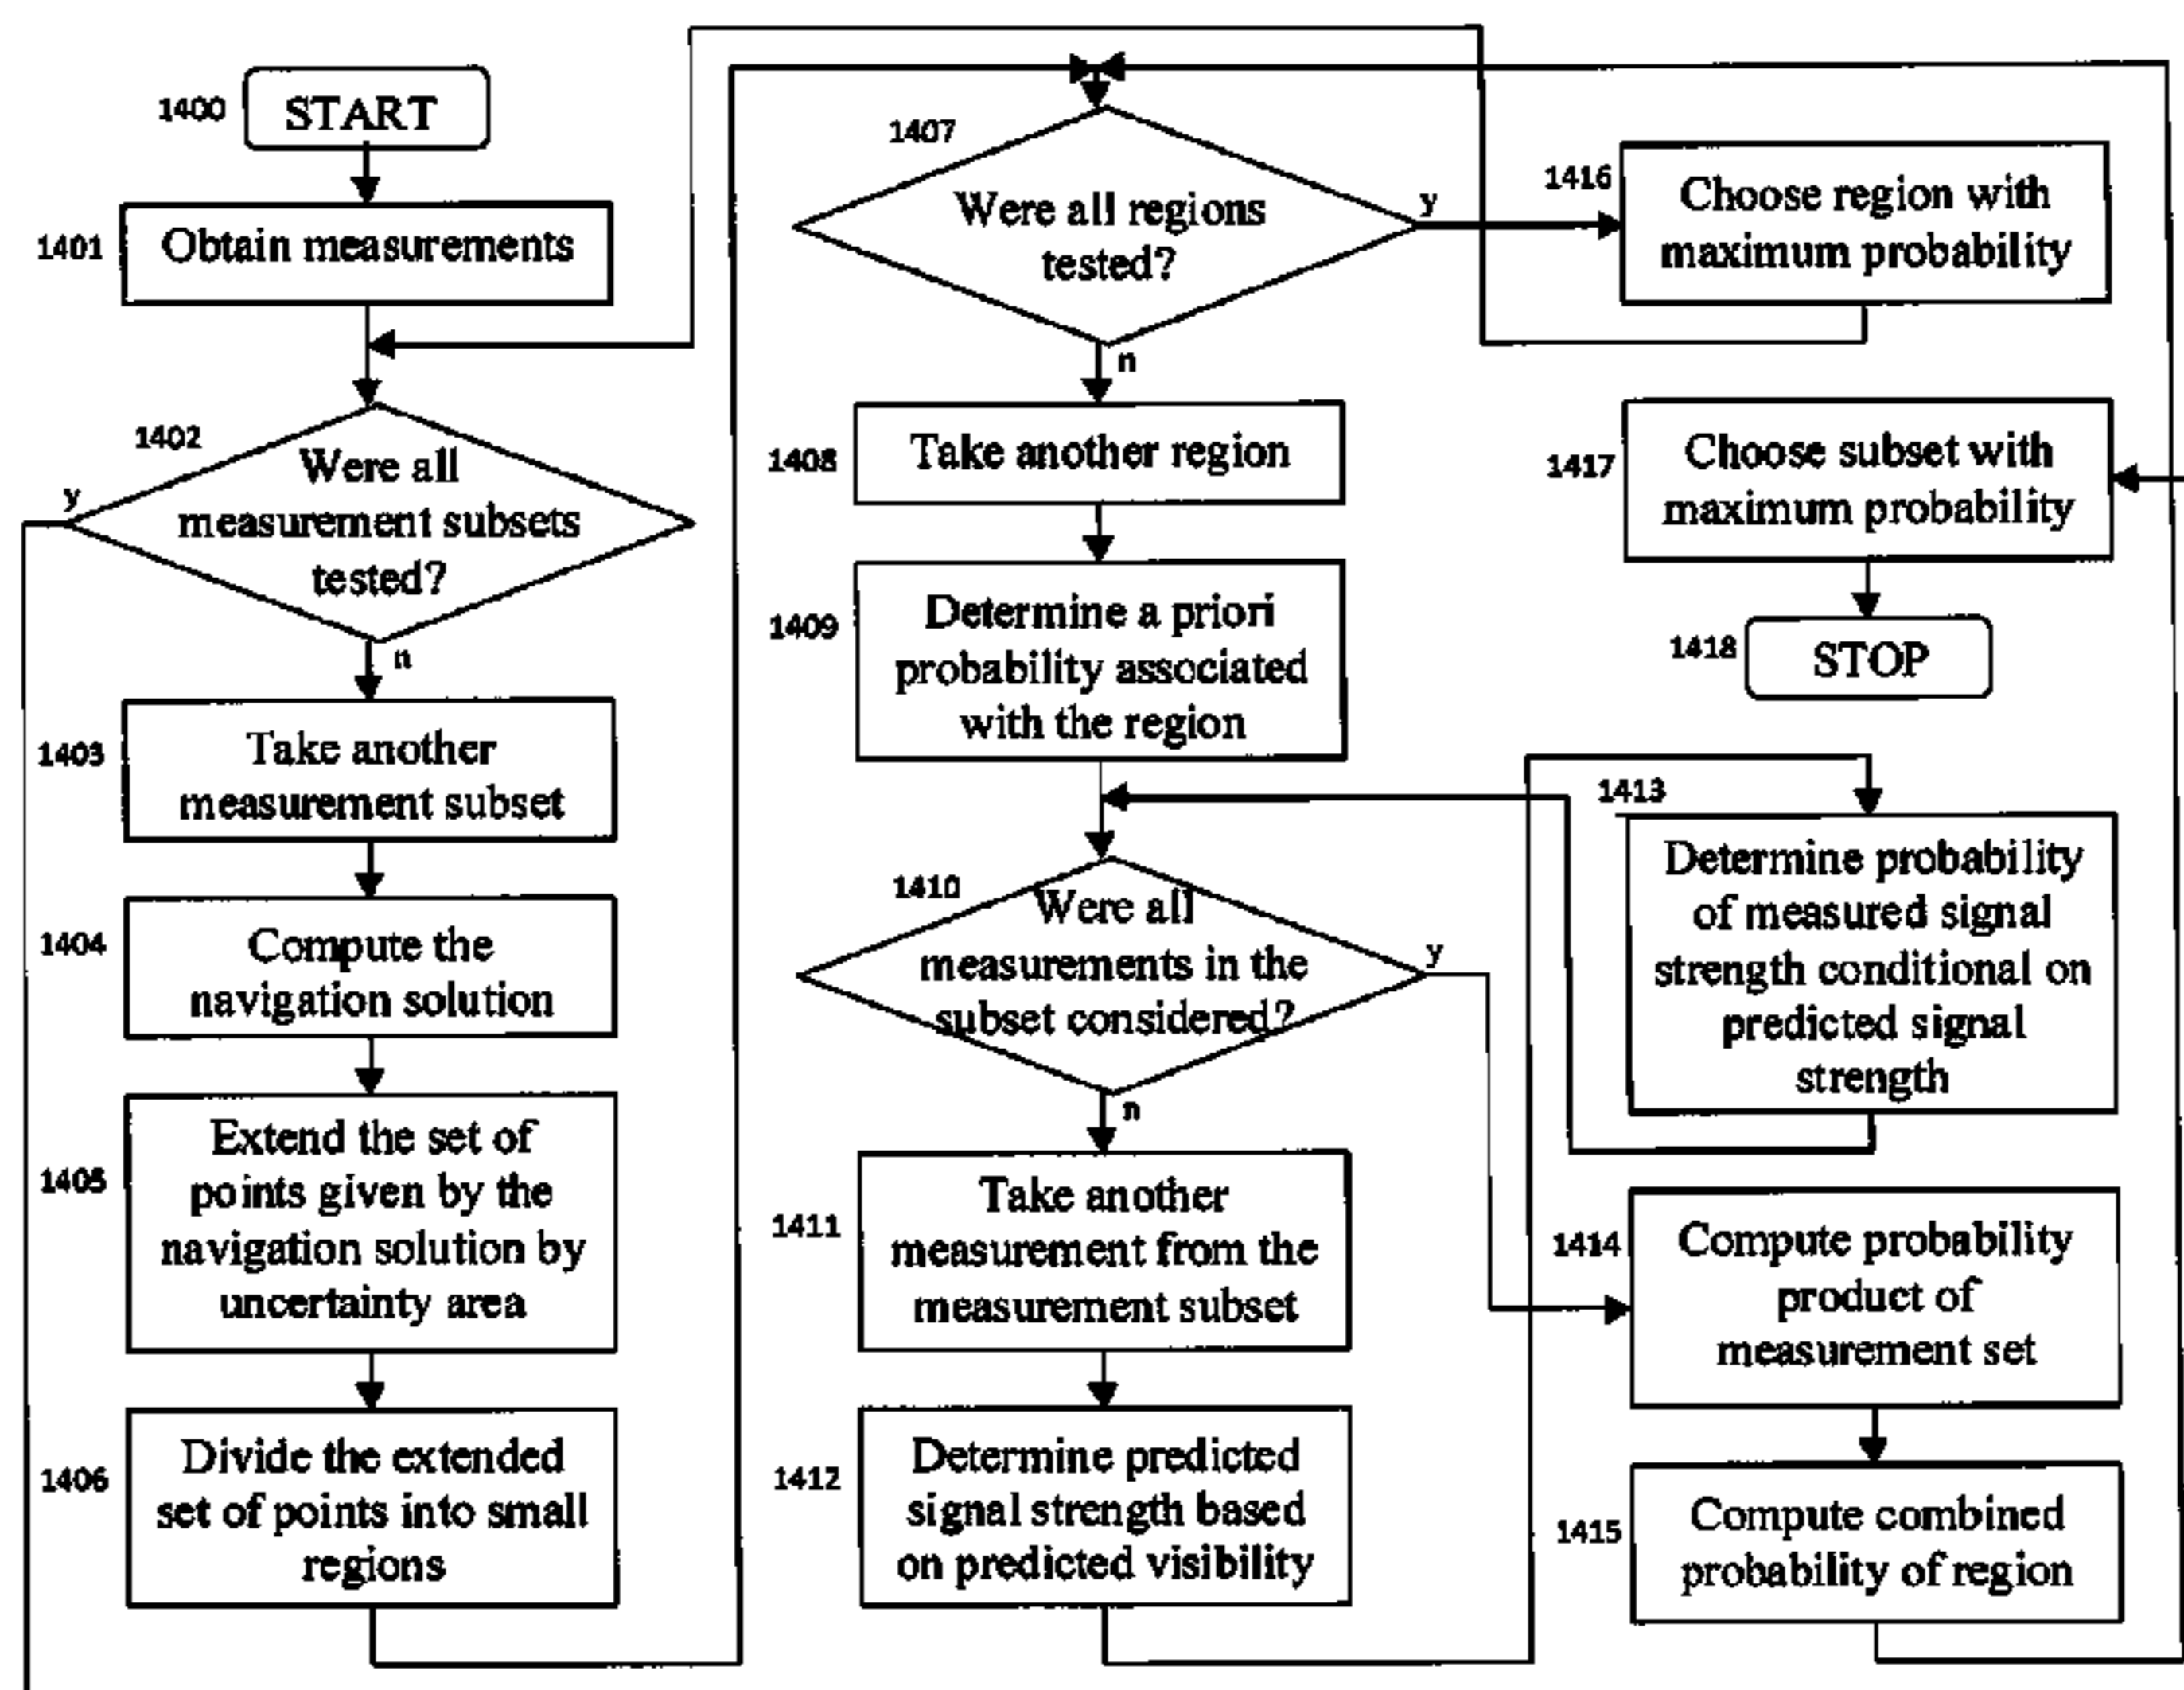 1400
START
1401
Obtain measurements
1402
y
Were all
measurement subsets
tested?
n
1403
Take another
measurement subset
1404
Compute the
navigation solution
1405
Extend the set of
points given by the
navigation solution by
uncertainty area
1406
Divide the extended
set of points into small
regions
1407
Were all regions
tested?
y
n
1408
Take another region
1409
Determine a priori
probability associated
with the region
1410
Were all
measurements in the
subset considered?
y
n
1411
Take another
measurement from the
measurement subset
1412
Determine predicted
signal strength based
on predicted visibility
1416
Choose region with
maximum probability
1417
Choose subset with
maximum probability
1418
STOP
1413
Determine probability
of measured signal
strength conditional on
predicted signal
strength
1414
Compute probability
product of
measurement set
1415
Compute combined
probability of region